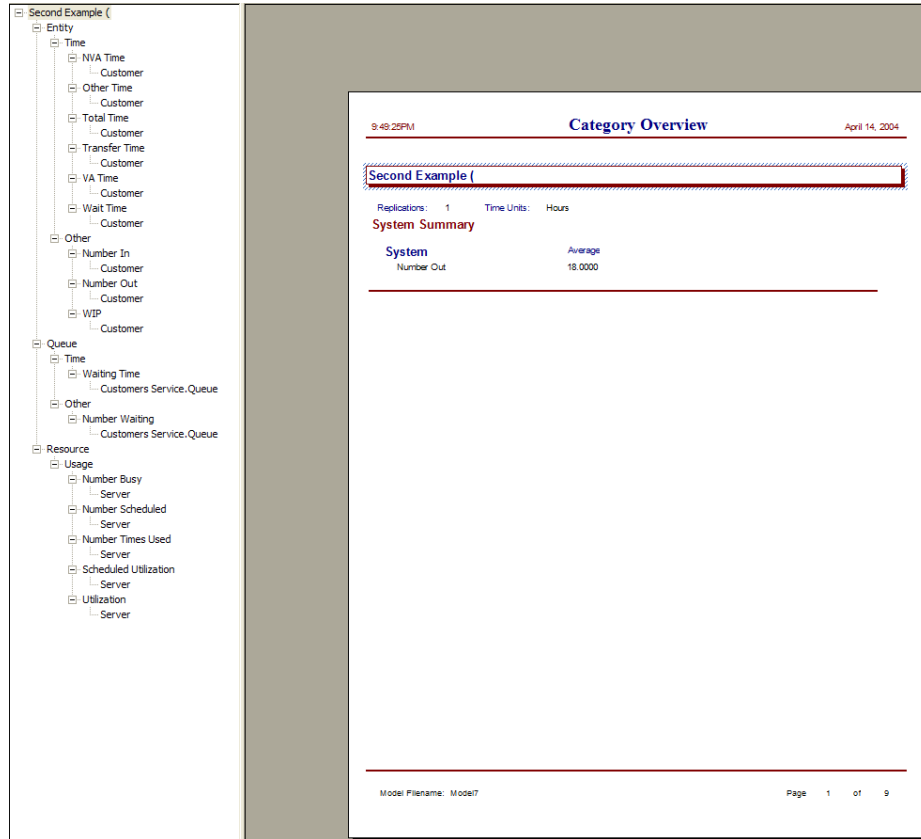 Second Example (
Entity
Time
NVA Time
Customer
Other Time
Customer
Total Time
Customer
Transfer Time
Customer
VA Time
Customer
Wait Time
Customer
Other
Number In
Customer
Number Out
Customer
WIP
Customer
Queue
Time
Waiting Time
Customers Service.Queue
Other
Number Waiting
Customers Service.Queue
Resource
Usage
Number Busy
Server
Number Scheduled
Server
Number Times Used
Server
Scheduled Utilization
Server
Utilization
Server
9:49:25PM Category Overview April 14, 2004
Second Example (
Replications: 1 Time Units: Hours
System Summary
System Average
Number Out 18.0000
Model Filename: Model7 Page 1 of 9